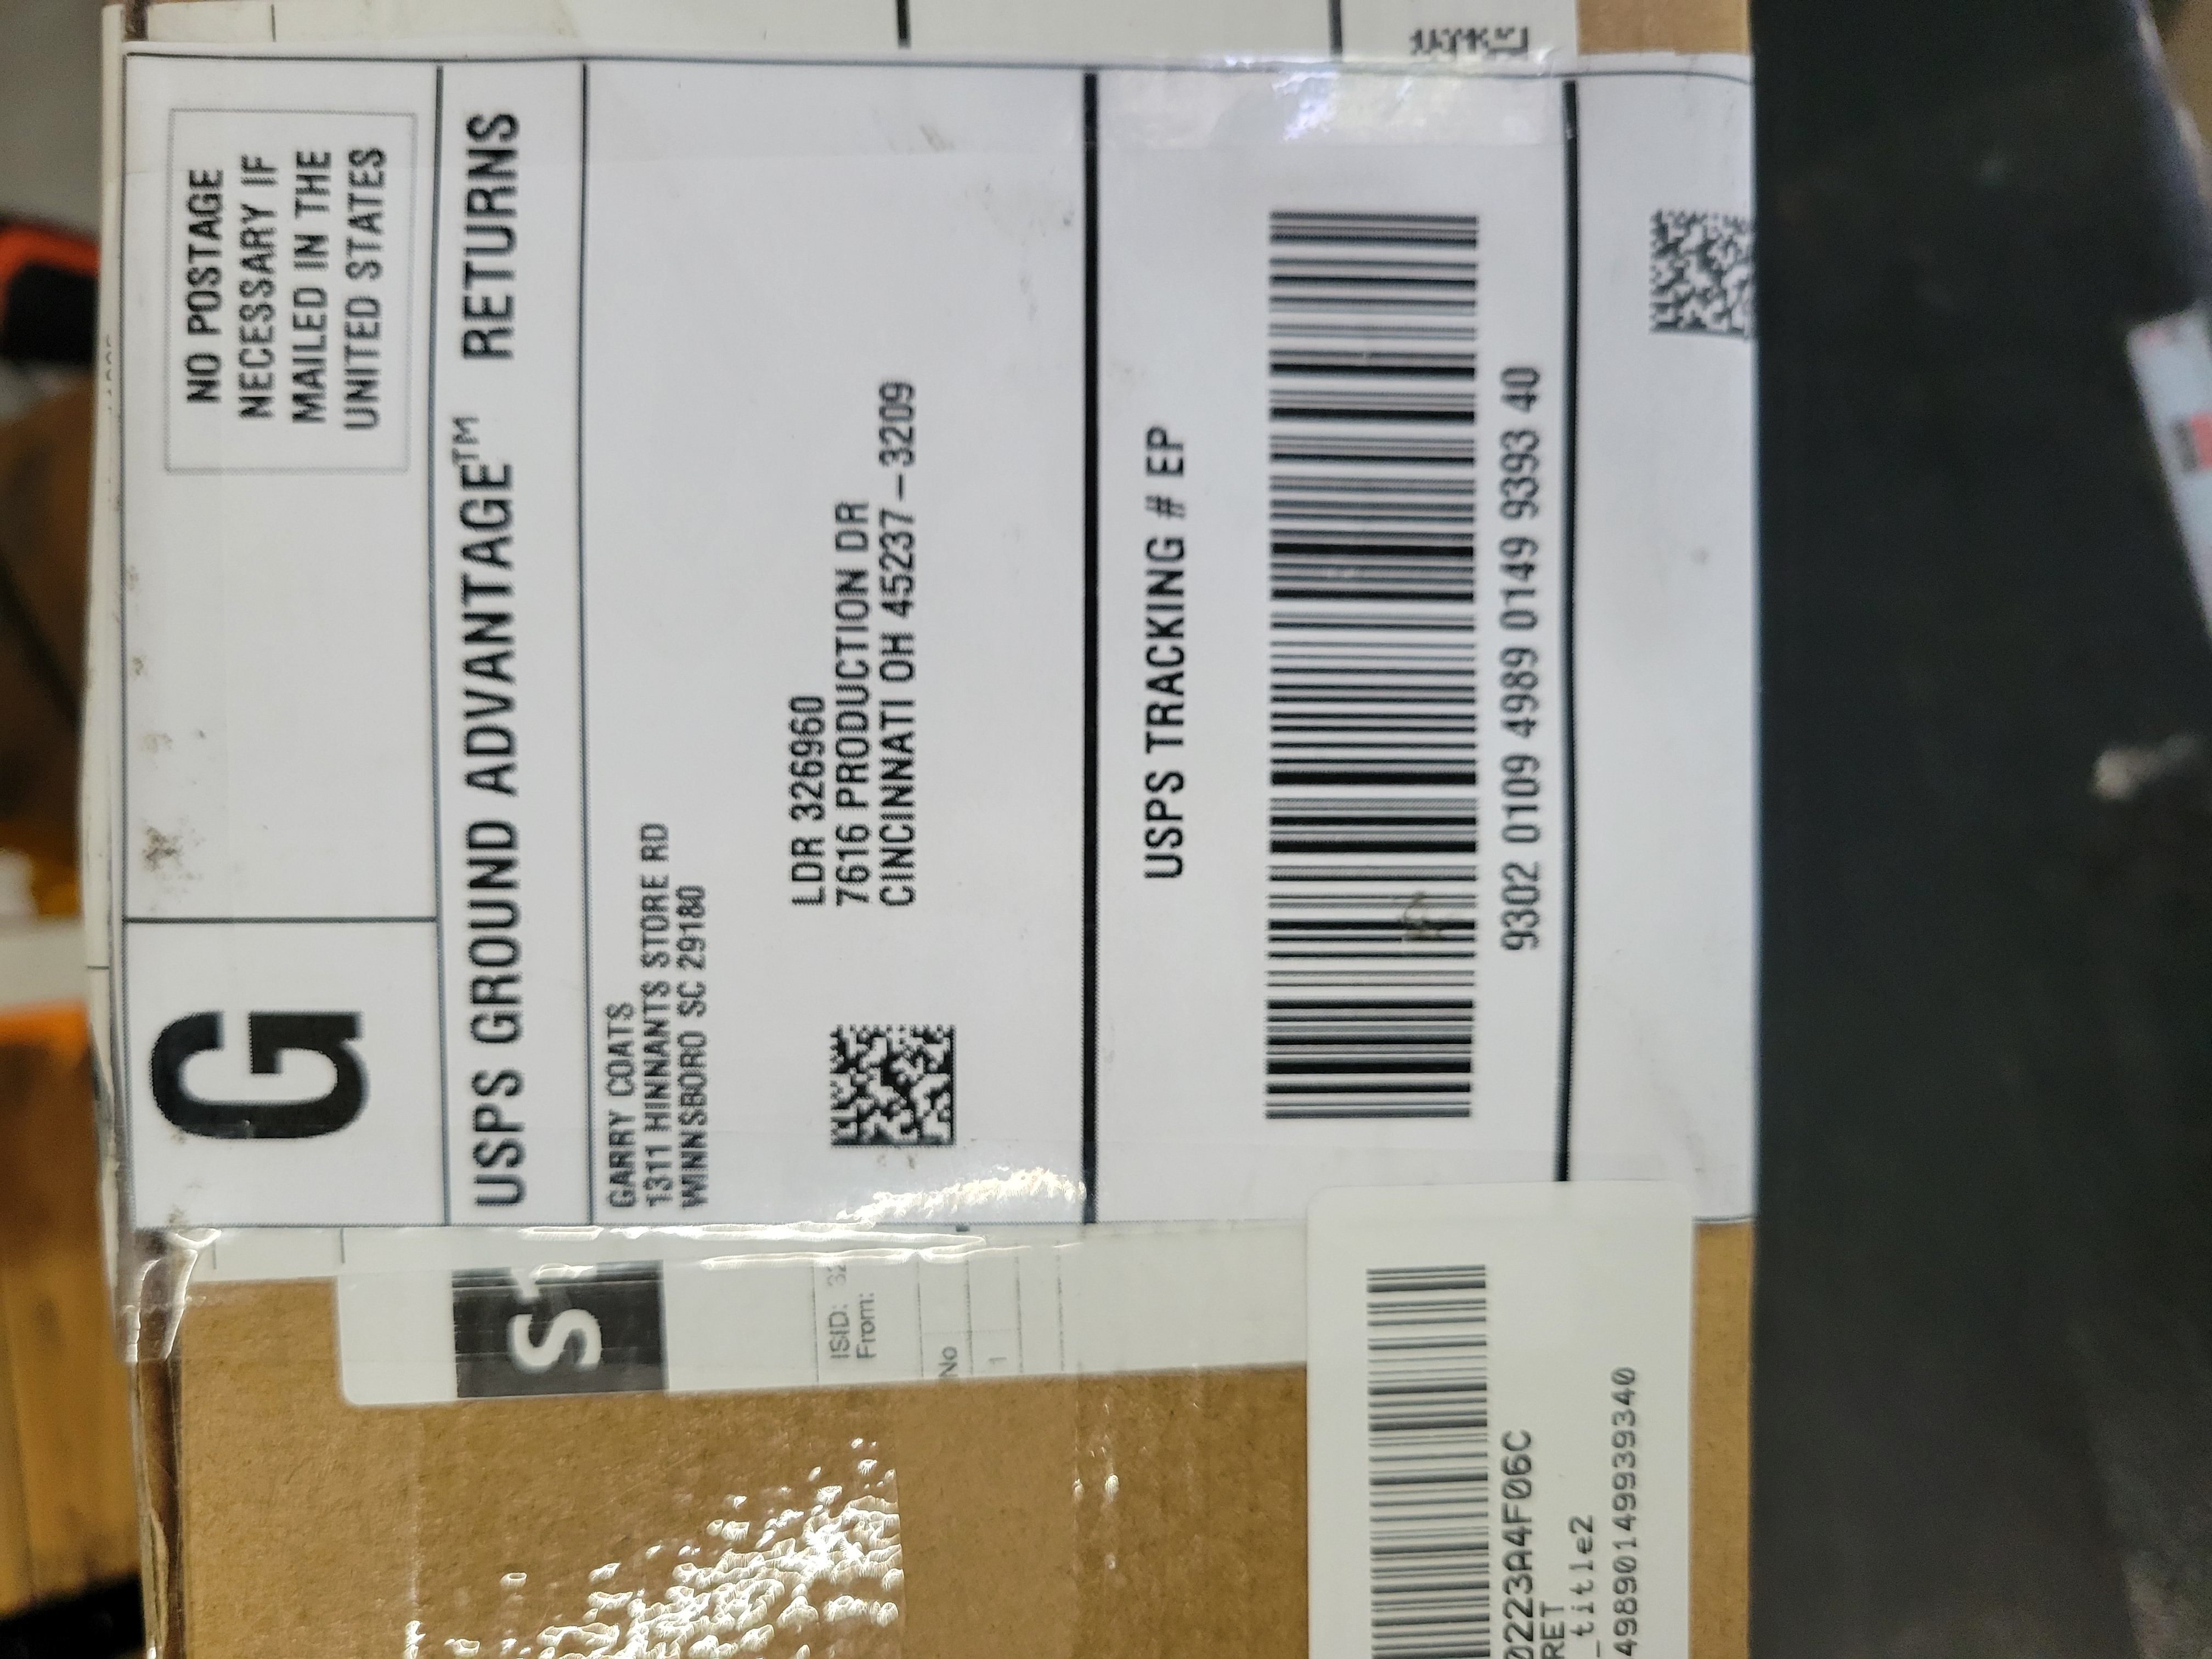 G
NO POSTAGE
NECESSARY IF
MAILED IN THE
UNITED STATES
USPS GROUND ADVANTAGE™ RETURNS
GARRY COATS
1311 HINNANTS STORE RD
WINNSBORO SC 29180
LDR 326960
7616 PRODUCTION DR
CINCINNATI OH 45237-3209
USPS TRACKING # EP
9302 0109 4989 0149 9393 40
S
ISID: 32
From:
No
1
0223A4F06C
RET
_title2
49890149939340